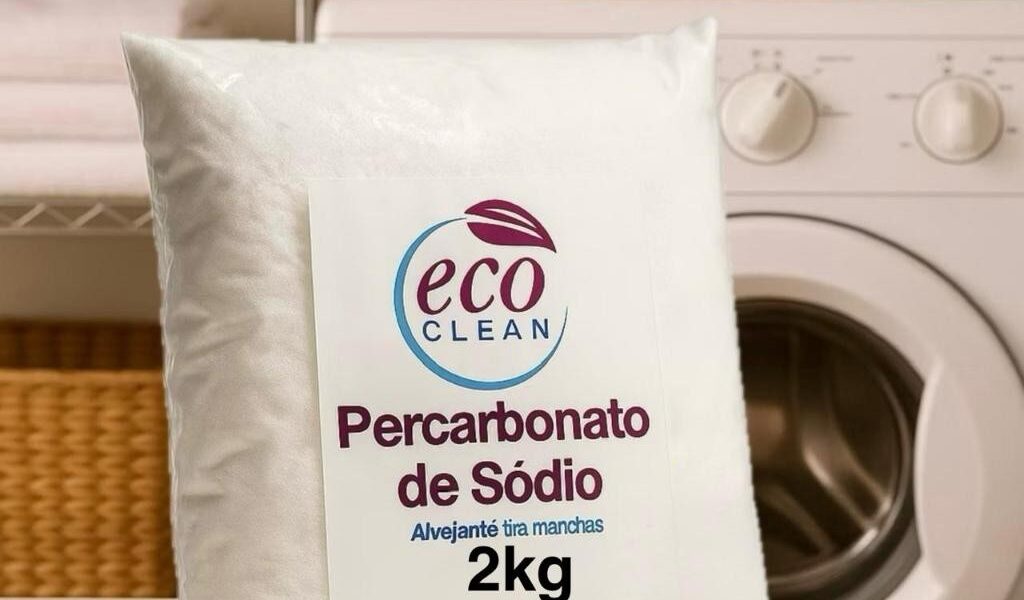 eco
CLEAN
Percarbonato
de Sódio
Alvejanté tira manchas
2kg